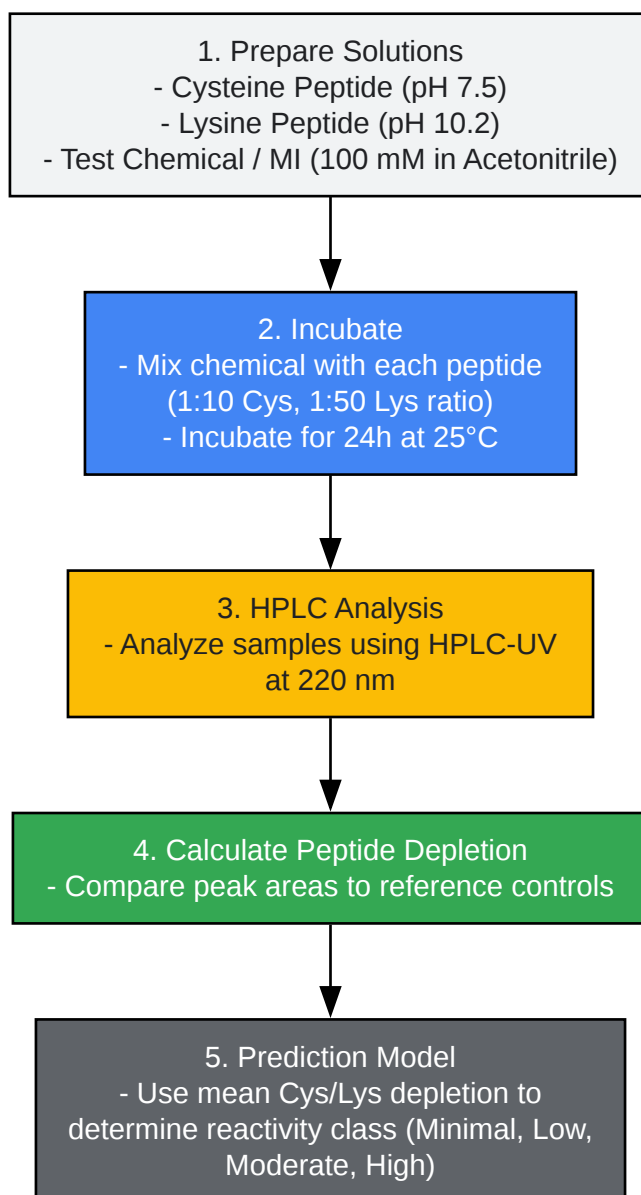 1. Prepare Solutions
- Cysteine Peptide (pH 7.5)
- Lysine Peptide (pH 10.2)
- Test Chemical / MI (100 mM in Acetonitrile)
2. Incubate
- Mix chemical with each peptide
(1:10 Cys, 1:50 Lys ratio)
- Incubate for 24h at 25°C
3. HPLC Analysis
- Analyze samples using HPLC-UV
at 220 nm
4. Calculate Peptide Depletion
- Compare peak areas to reference controls
5. Prediction Model
- Use mean Cys/Lys depletion to
determine reactivity class (Minimal, Low,
Moderate, High)